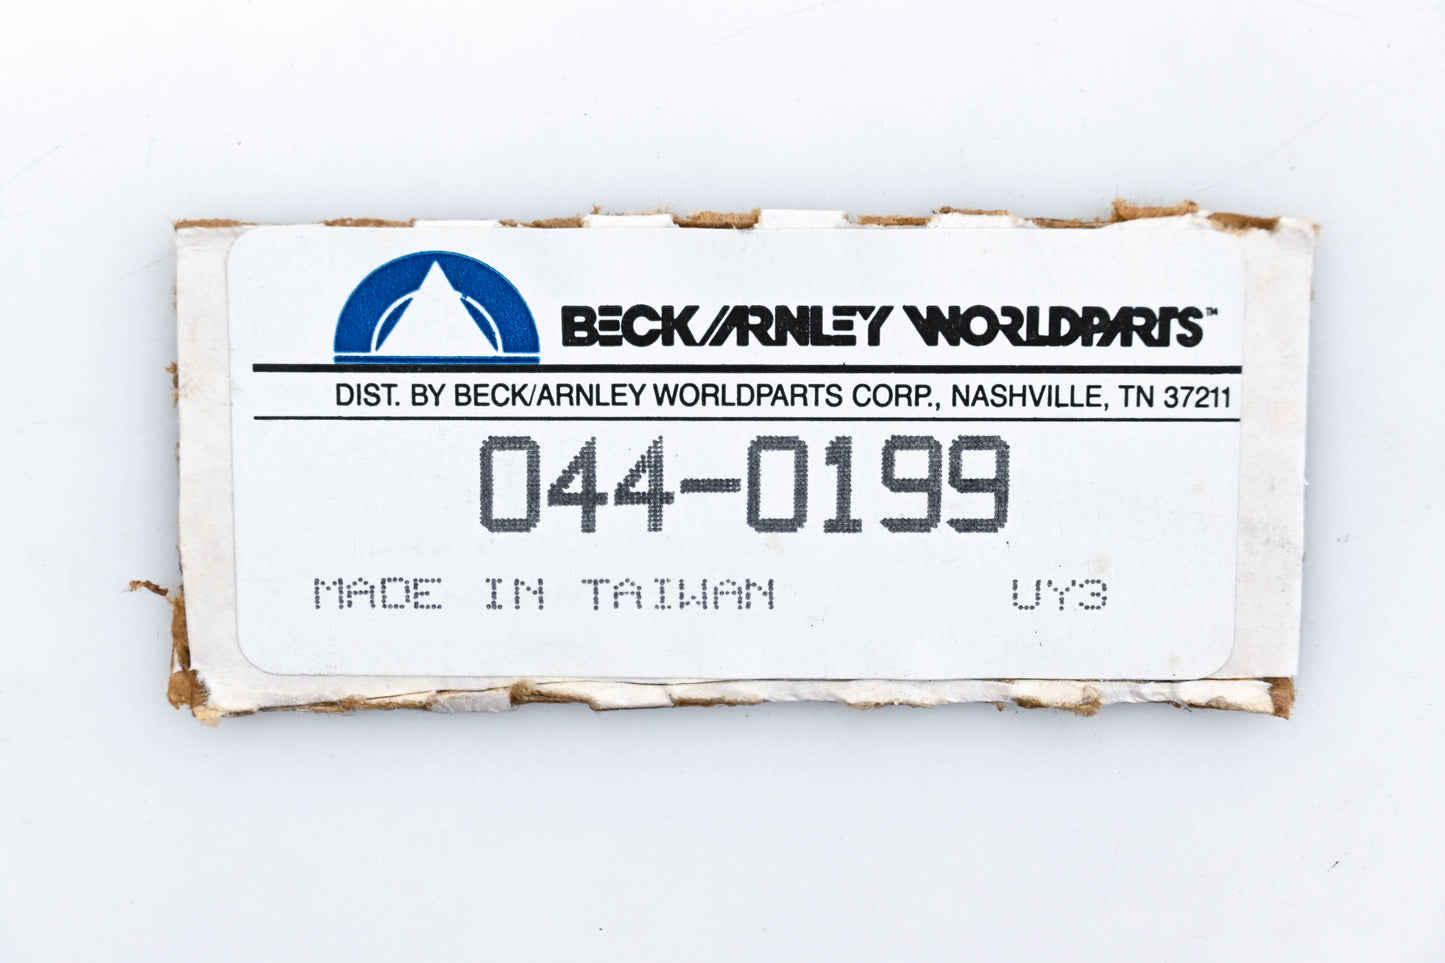 BECK/ARNLEY WORLDPARTS™
DIST. BY BECK/ARNLEY WORLDPARTS CORP., NASHVILLE, TN 37211
044-0199
MADE IN TAIWAN UY3